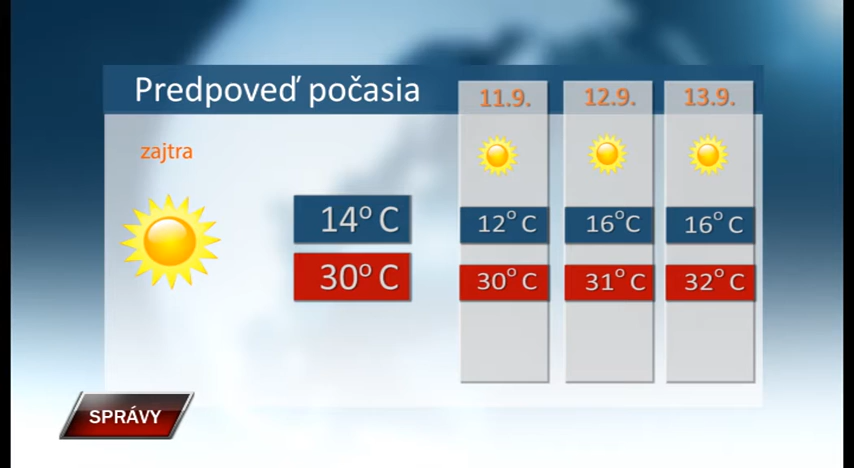 Predpoveď počasia
zajtra
14° C
30° C
11.9.
12° C
30° C
12.9.
16°C
31° C
13.9.
16° C
32° C
SPRÁVY